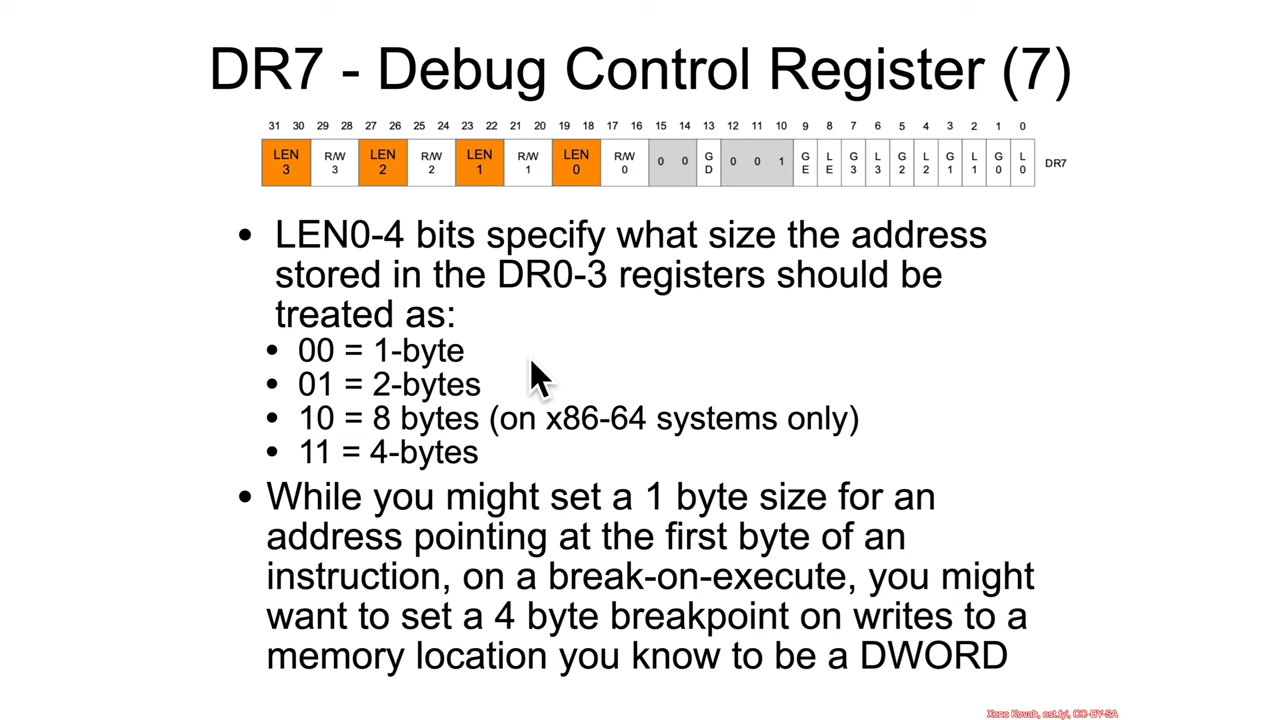 DR7 - Debug Control Register (7)
31 30 29 28 27 26 25 24 23 22 21 20 19 18 17 16 15 14 13 12 11 10 9 8 7 6 5 4 3 2 1 0
LEN 3 R/W 3 LEN 2 R/W 2 LEN 1 R/W 1 LEN 0 R/W 0 0 0 G D 0 0 1 G E L E G 3 L 3 G 2 L 2 G 1 L 1 G 0 L 0 DR7
• LEN0-4 bits specify what size the address
stored in the DR0-3 registers should be
treated as:
• 00 = 1-byte
• 01 = 2-bytes
• 10 = 8 bytes (on x86-64 systems only)
• 11 = 4-bytes
• While you might set a 1 byte size for an
address pointing at the first byte of an
instruction, on a break-on-execute, you might
want to set a 4 byte breakpoint on writes to a
memory location you know to be a DWORD
Xeno Kovah, ost.fyi, CC-BY-SA